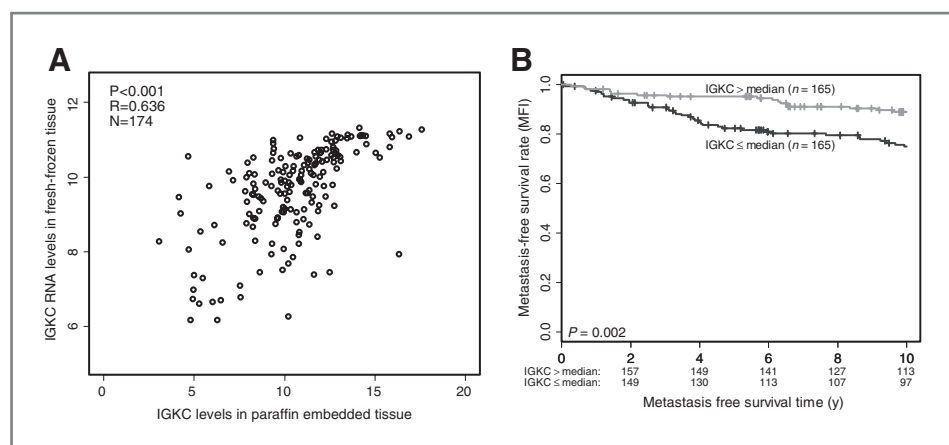 A
P<0.001
R=0.636
N=174
IGKC RNA levels in fresh-frozen tissue
12
10
8
6
0
5
10
15
20
IGKC levels in paraffin embedded tissue
B
Metastasis-free survival rate (MFI)
1.0
0.8
0.6
0.4
0.2
0.0
IGKC > median (n = 165)
IGKC ≤ median (n = 165)
P = 0.002
0 2 4 6 8 10
IGKC > median: 157 149 141 127 113
IGKC ≤ median: 149 130 113 107 97
Metastasis free survival time (y)